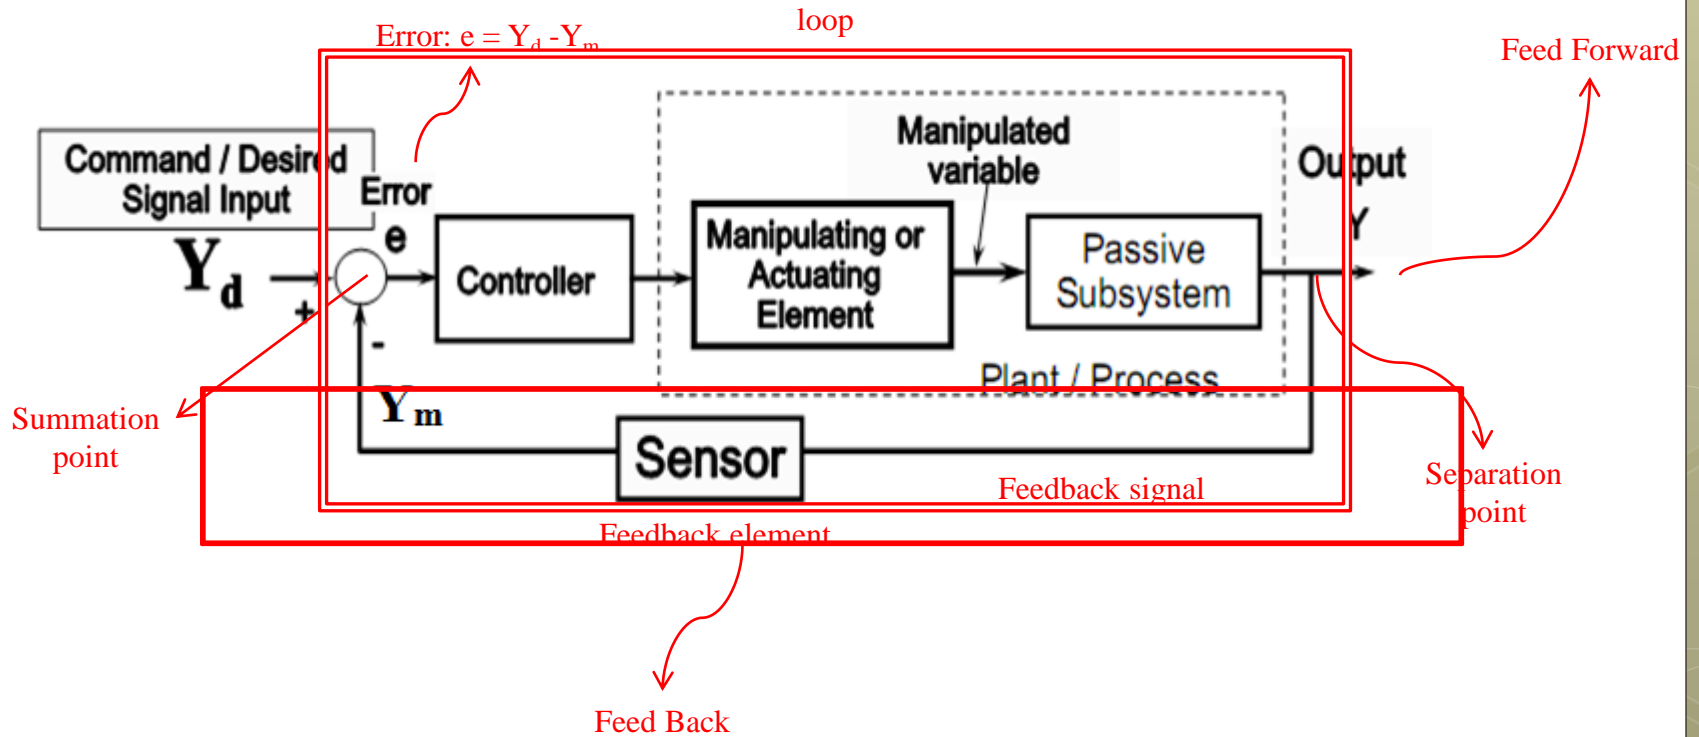 loop
Error: e = Yd -Ym
Feed Forward
Command / Desired
Signal Input
Error
e
Manipulated
variable
Output
Y
Yd
+
-
Controller
Manipulating or
Actuating
Element
Passive
Subsystem
Plant / Process
Ym
Summation
point
Sensor
Feedback signal
Separation
point
Feedback element
Feed Back